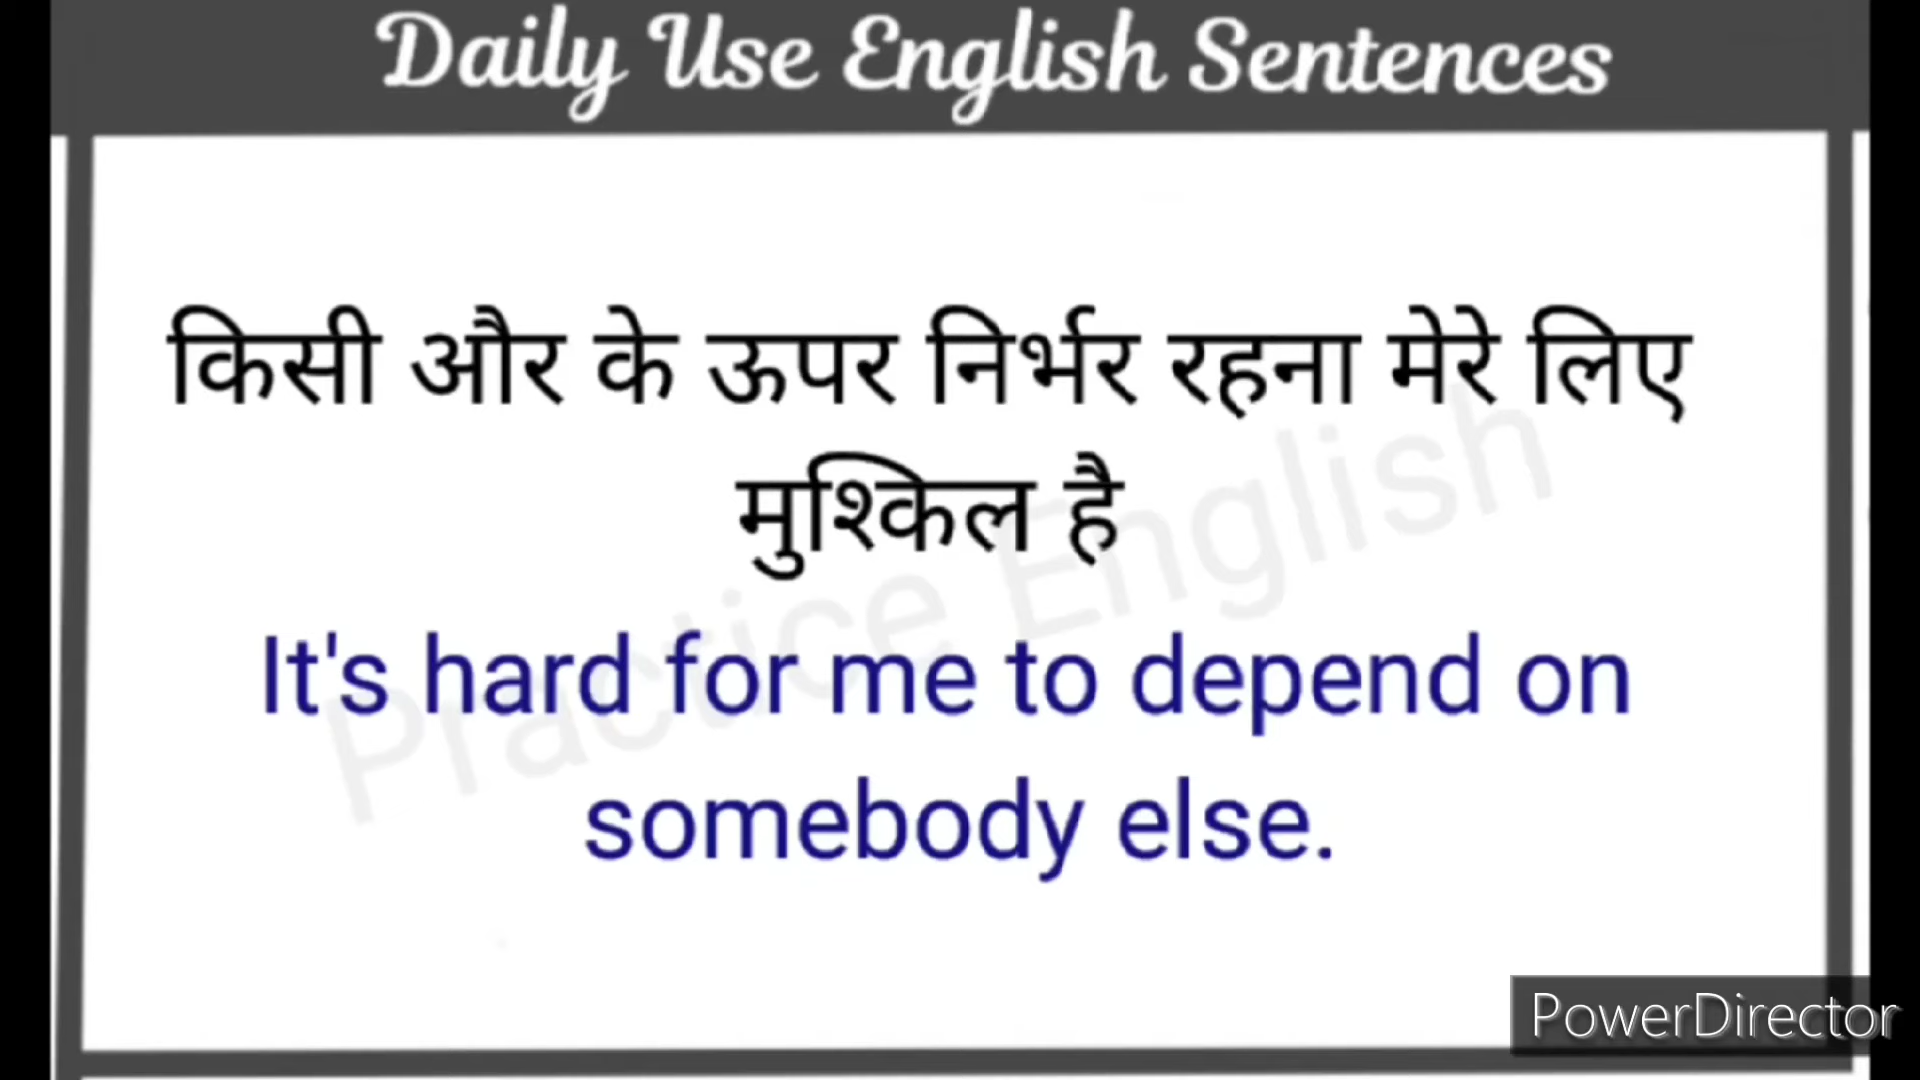 Daily Use English Sentences
किसी और के ऊपर निर्भर रहना मेरे लिए
मुश्किल है
Practice English
It's hard for me to depend on
somebody else.
PowerDirector